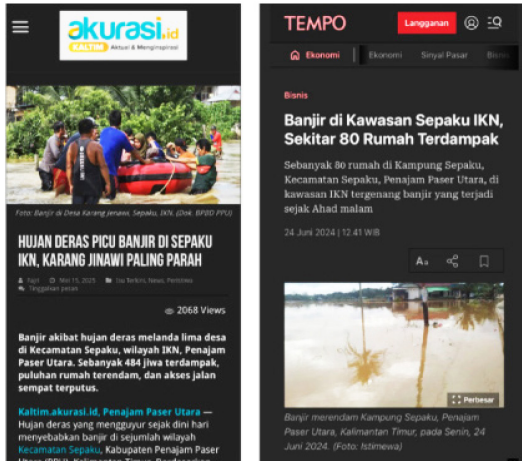 akurasi.id
KALTIM Aktual & Menginspirasi
Foto: Banjir di Desa Karang Jenawi, Sepaku, IKN. (Dok. BPBD PPU)
HUJAN DERAS PICU BANJIR DI SEPAKU
IKN, KARANG JINAWI PALING PARAH
Fajri Mei 15, 2025 Isu Terkini, News, Peristiwa
Tinggalkan pesan
2068 Views
Banjir akibat hujan deras melanda lima desa
di Kecamatan Sepaku, wilayah IKN, Penajam
Paser Utara. Sebanyak 484 jiwa terdampak,
puluhan rumah terendam, dan akses jalan
sempat terputus.
Kaltim.akurasi.id, Penajam Paser Utara —
Hujan deras yang mengguyur sejak dini hari
menyebabkan banjir di sejumlah wilayah
Kecamatan Sepaku, Kabupaten Penajam Paser
TEMPO
Langganan
Ekonomi Ekonomi Sinyal Pasar Bisnis
Bisnis
Banjir di Kawasan Sepaku IKN,
Sekitar 80 Rumah Terdampak
Sebanyak 80 rumah di Kampung Sepaku,
Kecamatan Sepaku, Penajam Paser Utara, di
kawasan IKN tergenang banjir yang terjadi
sejak Ahad malam
24 Juni 2024 | 12.41 WIB
Aa
Perbesar
Banjir merendam Kampung Sepaku, Penajam
Paser Utara, Kalimantan Timur, pada Senin, 24
Juni 2024. (Foto: Istimewa)